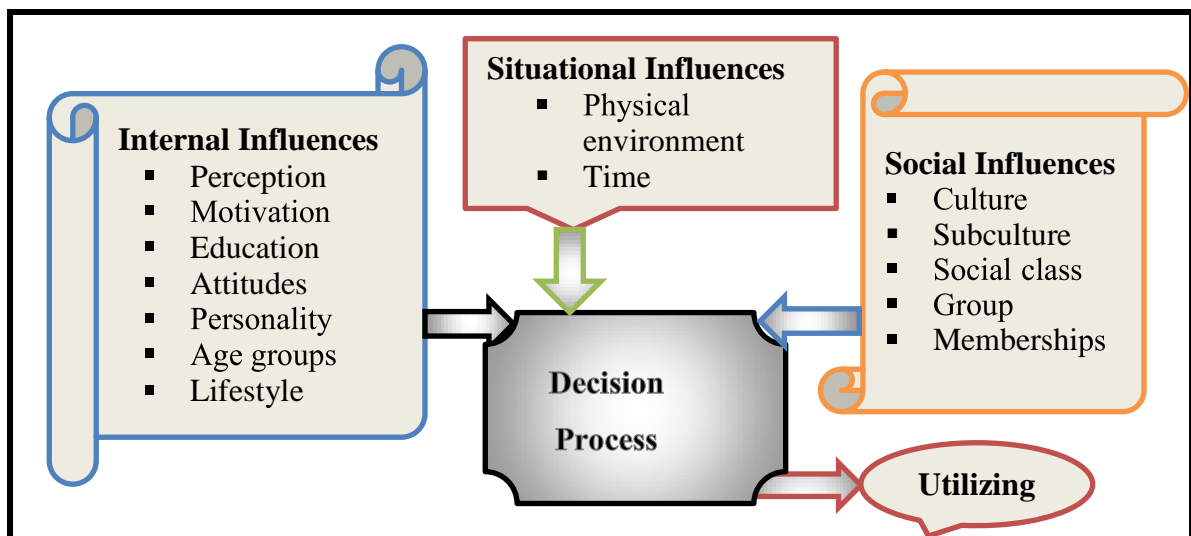 Internal Influences
▪ Perception
▪ Motivation
▪ Education
▪ Attitudes
▪ Personality
▪ Age groups
▪ Lifestyle
Situational Influences
▪ Physical
environment
▪ Time
Social Influences
▪ Culture
▪ Subculture
▪ Social class
▪ Group
▪ Memberships
Decision
Process
Utilizing